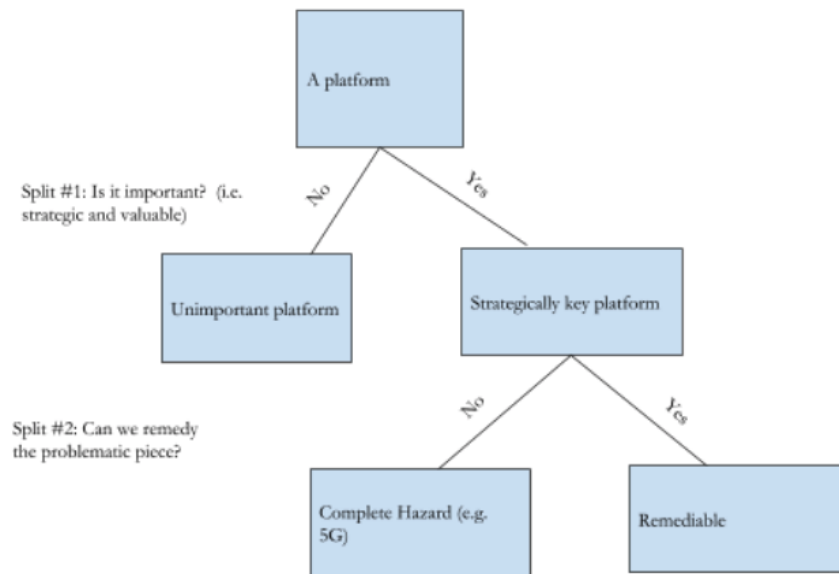 A platform
Split #1: Is it important? (i.e.
strategic and valuable)
No
Yes
Unimportant platform
Strategically key platform
Split #2: Can we remedy
the problematic piece?
No
Yes
Complete Hazard (e.g.
5G)
Remediable